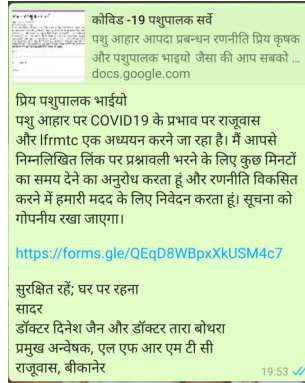 कोविड -19 पशुपालक सर्वे
पशु आहार आपदा प्रबन्धन रणनीति प्रिय कृषक
और पशुपालक भाइयो जैसा की आप सबको ...
docs.google.com
प्रिय पशुपालक भाईयो
पशु आहार पर COVID19 के प्रभाव पर राजूवास
और lfrmtc एक अध्ययन करने जा रहा है। मैं आपसे
निम्नलिखित लिंक पर प्रश्नावली भरने के लिए कुछ मिनटों
का समय देने का अनुरोध करता हूं और रणनीति विकसित
करने में हमारी मदद के लिए निवेदन करता हूं। सूचना को
गोपनीय रखा जाएगा।
https://forms.gle/QEqD8WBpxXkUSM4c7
सुरक्षित रहें; घर पर रहना
सादर
डॉक्टर दिनेश जैन और डॉक्टर तारा बोथरा
प्रमुख अन्वेषक, एल एफ आर एम टी सी
राजूवास, बीकानेर
19:53